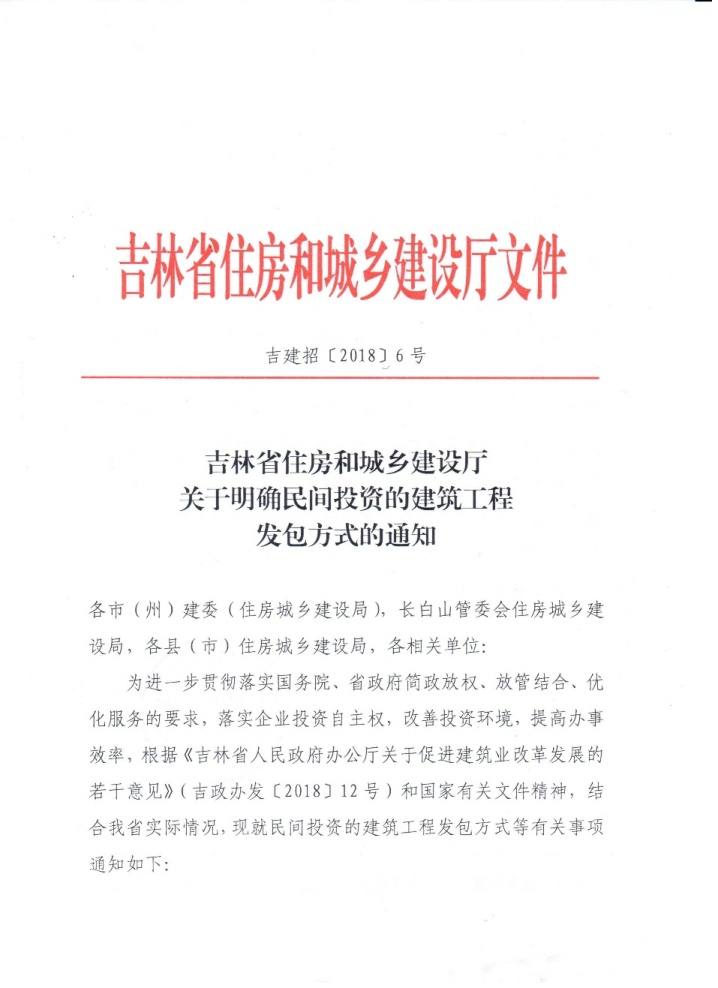 吉林省住房和城乡建设厅文件
吉建招〔2018〕6号
吉林省住房和城乡建设厅
关于明确民间投资的建筑工程
发包方式的通知
各市（州）建委（住房城乡建设局），长白山管委会住房城乡建
设局，各县（市）住房城乡建设局，各相关单位：
为进一步贯彻落实国务院、省政府简政放权、放管结合、优
化服务的要求，落实企业投资自主权，改善投资环境，提高办事
效率，根据《吉林省人民政府办公厅关于促进建筑业改革发展的
若干意见》（吉政办发〔2018〕12号）和国家有关文件精神，结
合我省实际情况，现就民间投资的建筑工程发包方式等有关事项
通知如下：